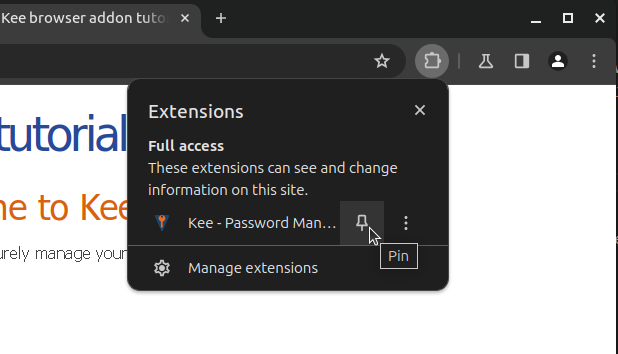 Kee browser addon tuto
tutorial
Extensions
Full access
These extensions can see and change
information on this site.
Kee - Password Man...
Pin
Manage extensions
me to Kee
urely manage your